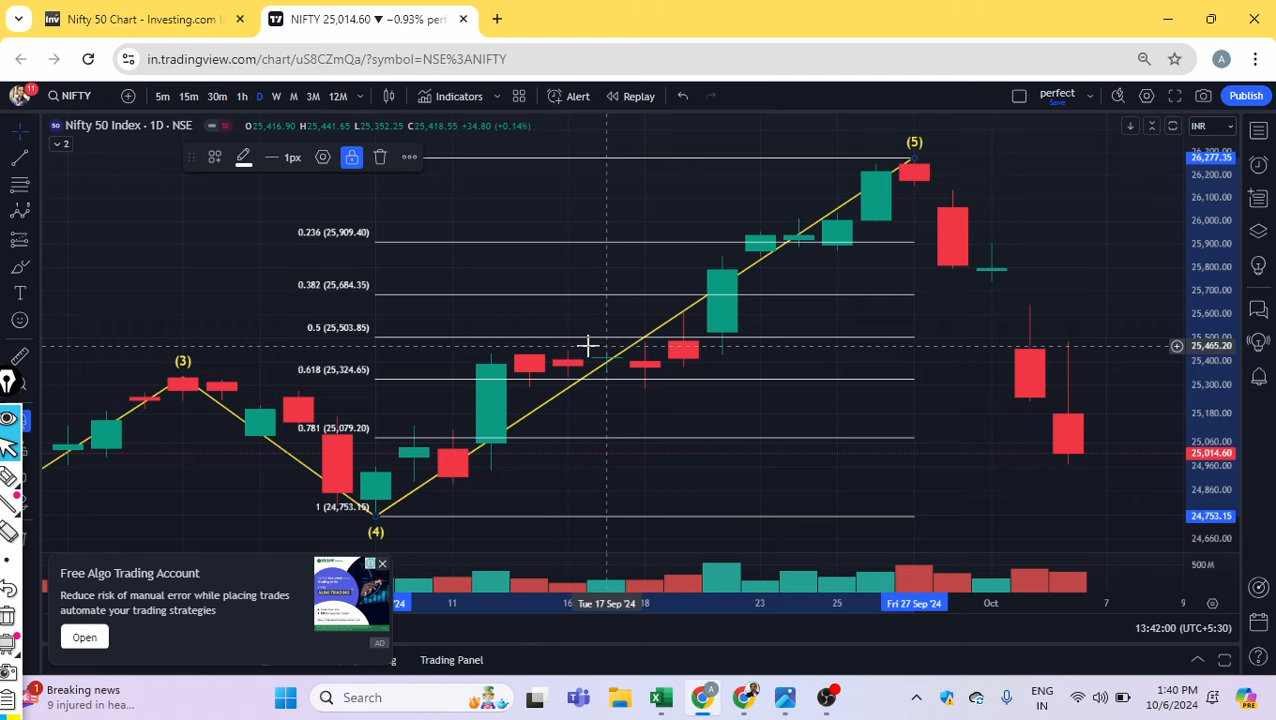 Nifty 50 Chart - Investing.com I
NIFTY 25,014.60 ▼ −0.93% perf
in.tradingview.com/chart/uS8CZmQa/?symbol=NSE%3ANIFTY
A
11
NIFTY
5m 15m 30m 1h D W M 3M 12M
Indicators
Alert
Replay
perfect
Save
Publish
50 Nifty 50 Index · 1D · NSE
O25,416.90 H25,441.65 L25,352.25 C25,418.55 +34.80 (+0.14%)
INR
2
1px
(5)
26,277.35
26,200.00
26,100.00
26,000.00
0.236 (25,909.40)
25,900.00
25,800.00
0.382 (25,684.35)
25,700.00
25,600.00
0.5 (25,503.85)
25,500.00
25,465.20
(3)
25,400.00
0.618 (25,324.65)
25,300.00
25,180.00
0.781 (25,079.20)
25,060.00
25,014.60
24,960.00
24,860.00
1 (24,753.15)
24,753.15
(4)
24,660.00
Free Algo Trading Account
Reduce risk of manual error while placing trades
automate your trading strategies
ALGO TRADING
Open
AD
500 M
'24 11 16 Tue 17 Sep '24 18 23 25 Fri 27 Sep '24 Oct 7 9
13:42:00 (UTC+5:30)
Trading Panel
1
Breaking news
9 injured in hea...
Search
ENG
IN
1:40 PM
10/6/2024
PRE